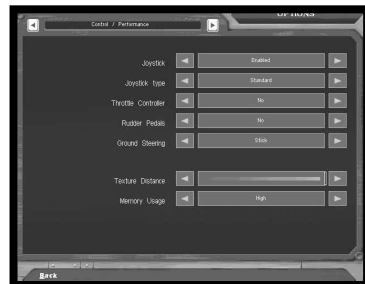 OPTIONS
Control / Performance
Joystick Enabled
Joystick type Standard
Throttle Controller No
Rudder Pedals No
Ground Steering Stick
Texture Distance
Memory Usage High
Back